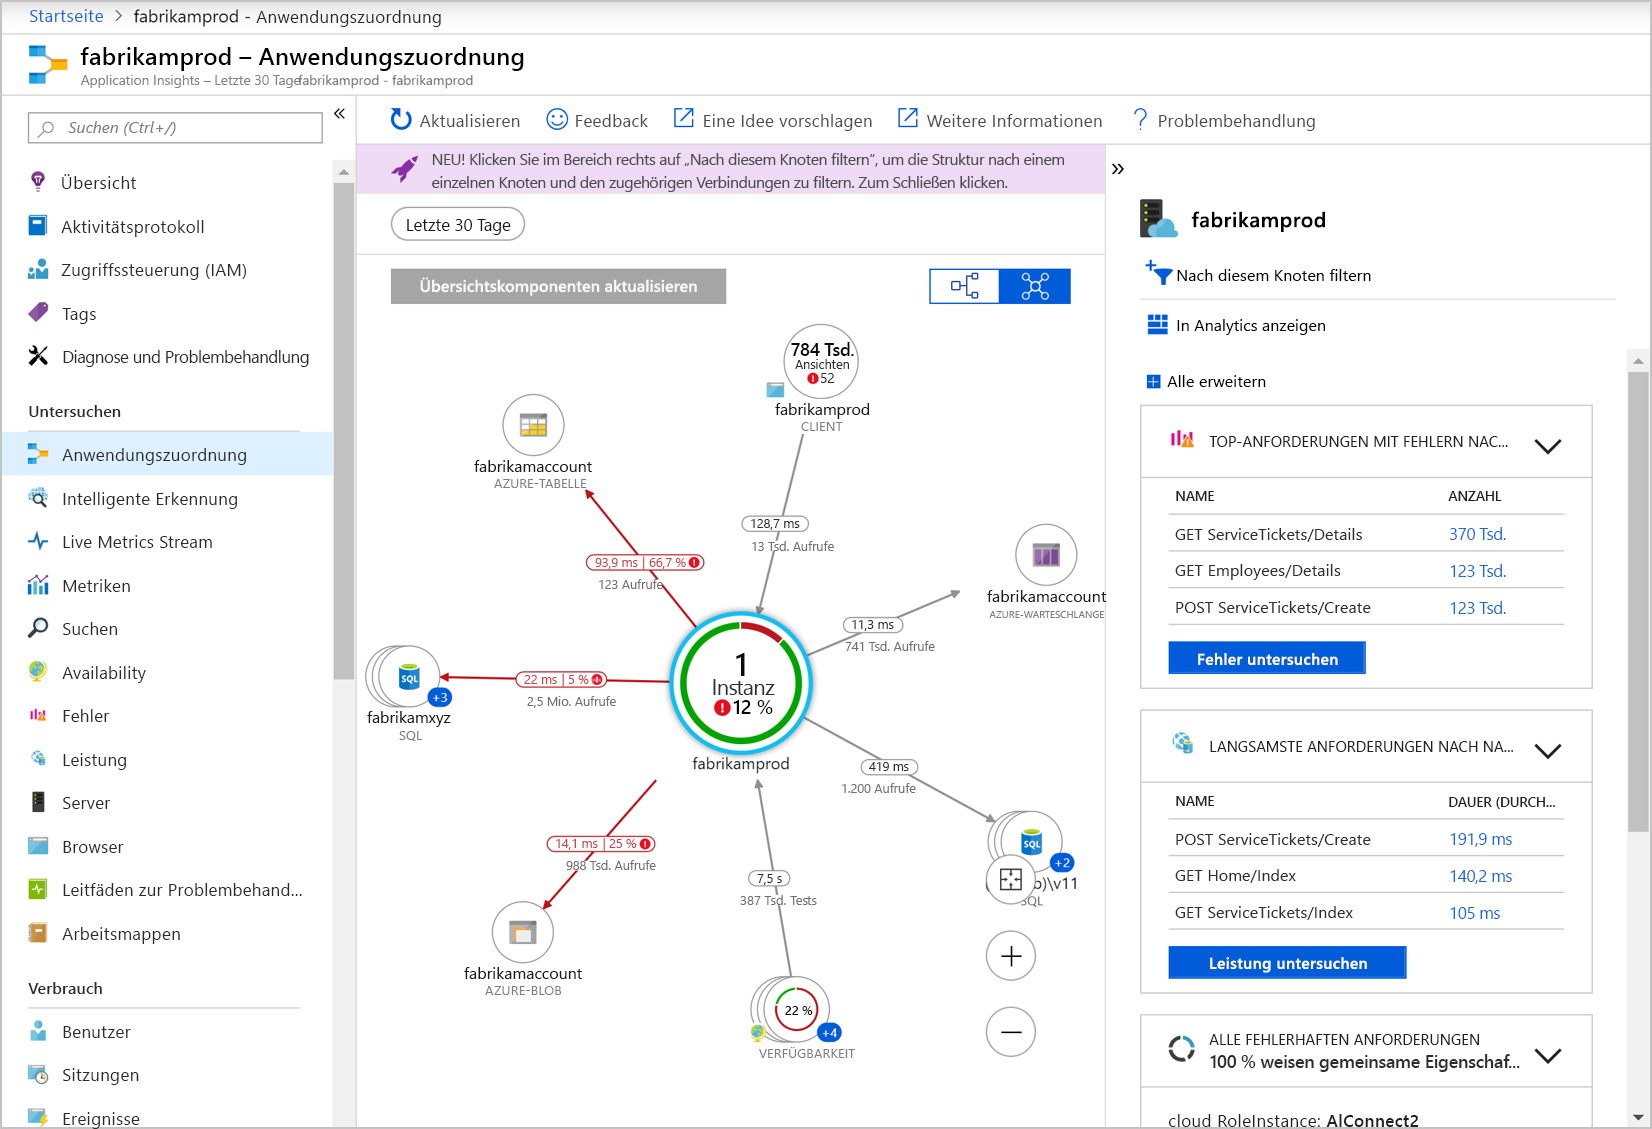 Startseite > fabrikamprod - Anwendungszuordnung
fabrikamprod – Anwendungszuordnung
Application Insights – Letzte 30 Tage fabrikamprod - fabrikamprod
Suchen (Ctrl+/)
«
Übersicht
Aktivitätsprotokoll
Zugriffssteuerung (IAM)
Tags
Diagnose und Problembehandlung
Untersuchen
Anwendungszuordnung
Intelligente Erkennung
Live Metrics Stream
Metriken
Suchen
Availability
Fehler
Leistung
Server
Browser
Leitfäden zur Problembehand...
Arbeitsmappen
Verbrauch
Benutzer
Sitzungen
Ereignisse
Aktualisieren
Feedback
Eine Idee vorschlagen
Weitere Informationen
? Problembehandlung
NEU! Klicken Sie im Bereich rechts auf „Nach diesem Knoten filtern“, um die Struktur nach einem
einzelnen Knoten und den zugehörigen Verbindungen zu filtern. Zum Schließen klicken.
Letzte 30 Tage
Übersichtskomponenten aktualisieren
784 Tsd.
Ansichten
52
fabrikamprod
CLIENT
fabrikamaccount
AZURE-TABELLE
128,7 ms
13 Tsd. Aufrufe
93,9 ms | 66,7 %
123 Aufrufe
fabrikamaccount
AZURE-WARTESCHLANGE
11,3 ms
741 Tsd. Aufrufe
1
Instanz
12 %
fabrikamprod
SQL
+3
fabrikamxyz
SQL
22 ms | 5 %
2,5 Mio. Aufrufe
419 ms
1.200 Aufrufe
14,1 ms | 25 %
988 Tsd. Aufrufe
SQL
+2
b)\v11
SQL
7,5 s
387 Tsd. Tests
fabrikamaccount
AZURE-BLOB
22 %
+4
VERFÜGBARKEIT
»
fabrikamprod
Nach diesem Knoten filtern
In Analytics anzeigen
Alle erweitern
TOP-ANFORDERUNGEN MIT FEHLERN NAC...
NAME ANZAHL
GET ServiceTickets/Details 370 Tsd.
GET Employees/Details 123 Tsd.
POST ServiceTickets/Create 123 Tsd.
Fehler untersuchen
LANGSAMSTE ANFORDERUNGEN NACH NA...
NAME DAUER (DURCH...
POST ServiceTickets/Create 191,9 ms
GET Home/Index 140,2 ms
GET ServiceTickets/Index 105 ms
Leistung untersuchen
ALLE FEHLERHAFTEN ANFORDERUNGEN
100 % weisen gemeinsame Eigenschaf...
cloud RoleInstance: AlConnect2